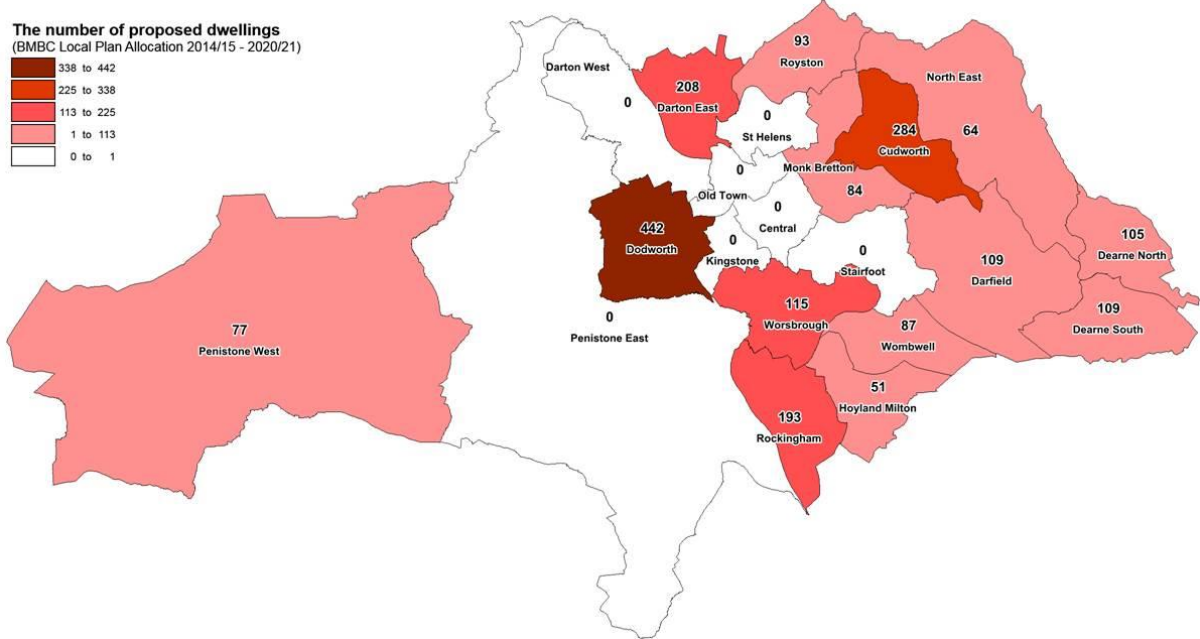 The number of proposed dwellings
(BMBC Local Plan Allocation 2014/15 - 2020/21)
338 to 442
225 to 338
113 to 225
1 to 113
0 to 1
Darton West
0
208
Darton East
93
Royston
North East
64
0
St Helens
284
Cudworth
0
Old Town
Monk Bretton
84
442
Dodworth
0
Kingstone
0
Central
0
Stairfoot
109
Darfield
105
Dearne North
109
Dearne South
0
Penistone East
77
Penistone West
115
Worsbrough
87
Wombwell
51
Hoyland Milton
193
Rockingham